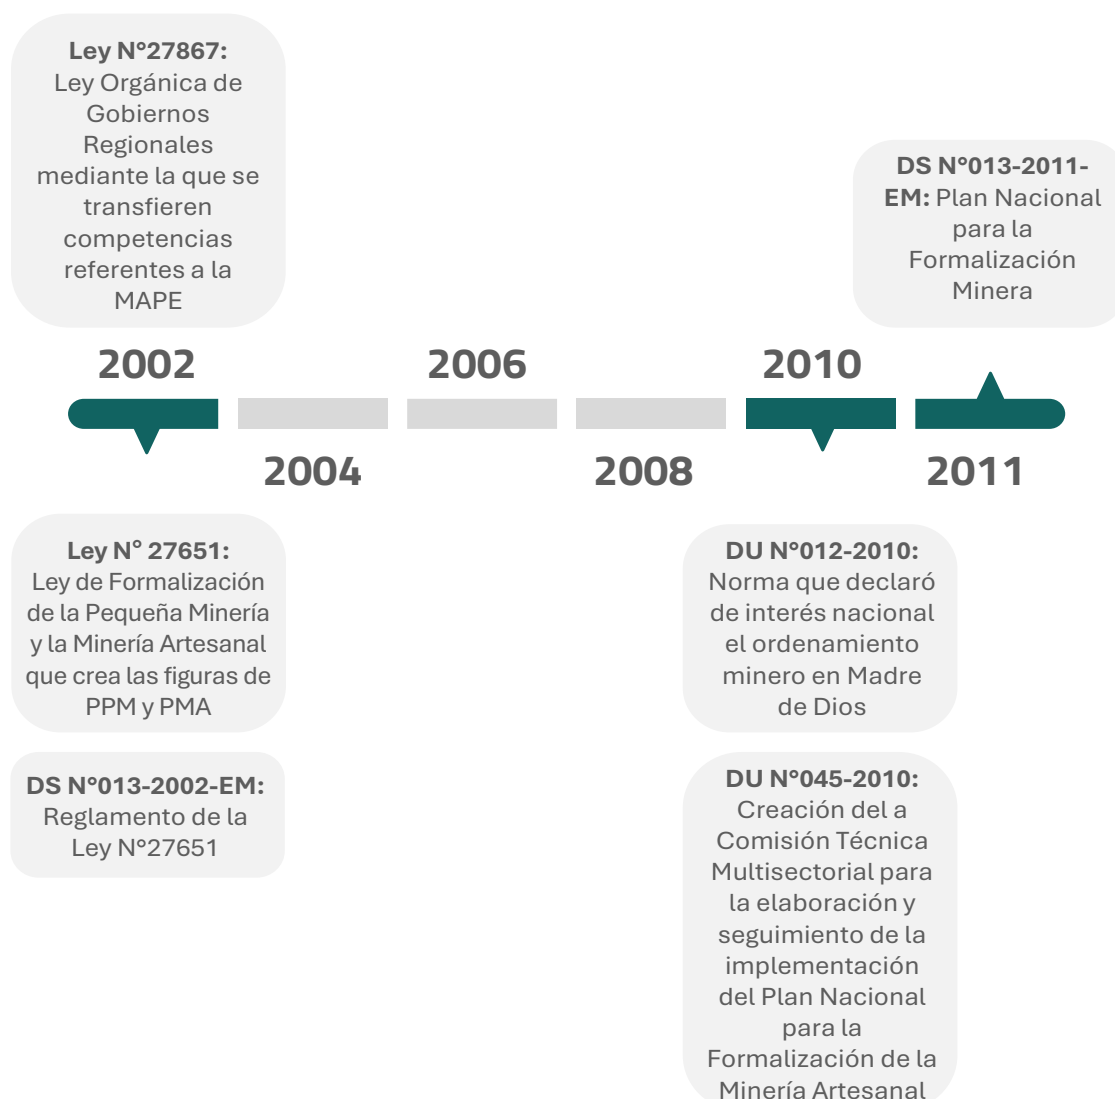 Ley N°27867:
Ley Orgánica de
Gobiernos
Regionales
mediante la que se
transfieren
competencias
referentes a la
MAPE
DS N°013-2011-
EM: Plan Nacional
para la
Formalización
Minera
2002
2006
2010
2004
2008
2011
Ley N° 27651:
Ley de Formalización
de la Pequeña Minería
y la Minería Artesanal
que crea las figuras de
PPM y PMA
DS N°013-2002-EM:
Reglamento de la
Ley N°27651
DU N°012-2010:
Norma que declaró
de interés nacional
el ordenamiento
minero en Madre
de Dios
DU N°045-2010:
Creación del a
Comisión Técnica
Multisectorial para
la elaboración y
seguimiento de la
implementación
del Plan Nacional
para la
Formalización de la
Minería Artesanal